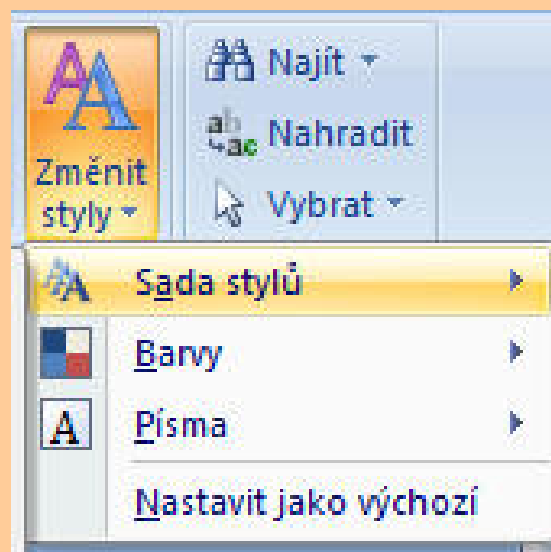 Změnit
styly
Najít
Nahradit
Vybrat
Sada stylů
Barvy
Písma
Nastavit jako výchozí